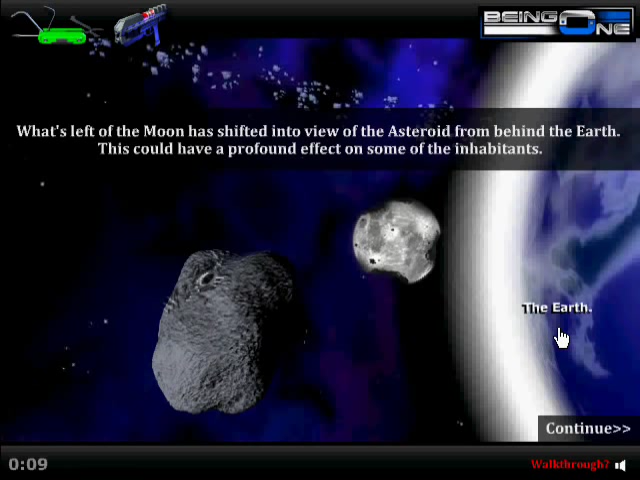 BEING ONE
What's left of the Moon has shifted into view of the Asteroid from behind the Earth.
This could have a profound effect on some of the inhabitants.
The Earth.
Continue>>
0:09
Walkthrough?